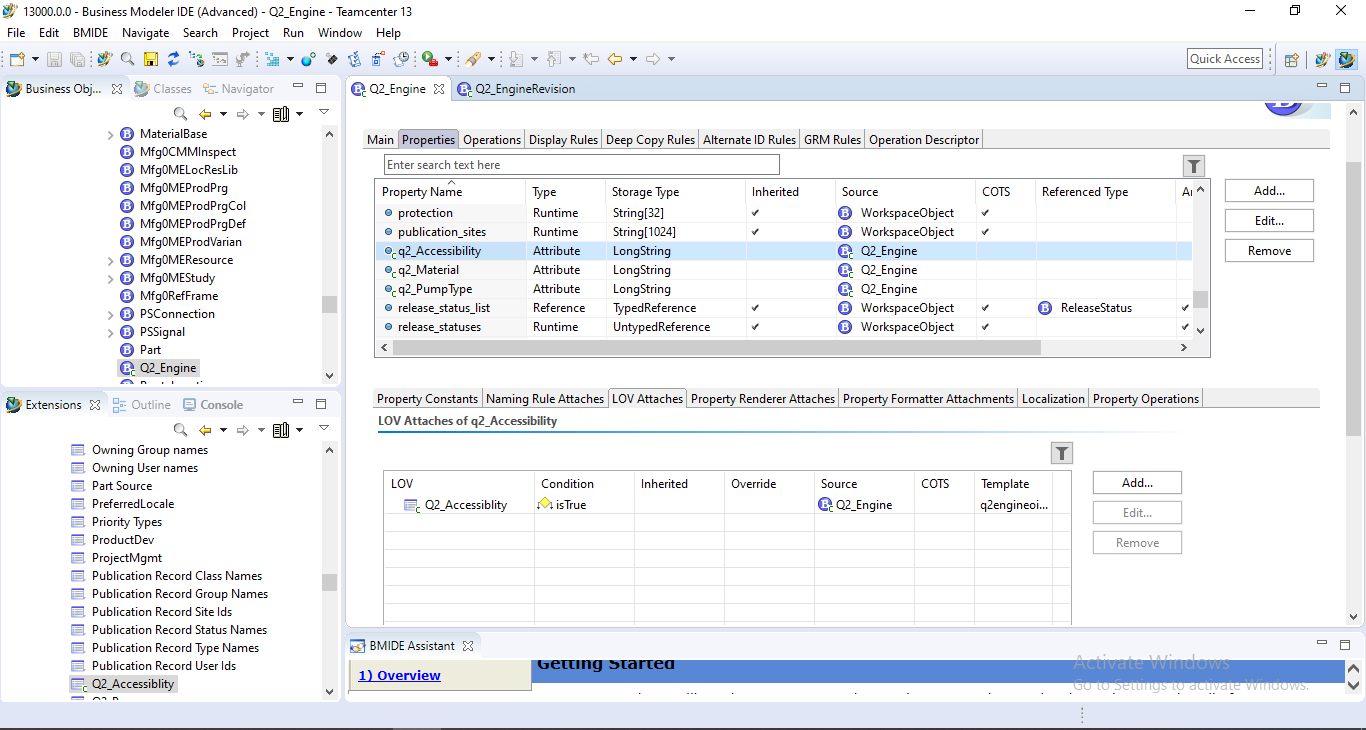 13000.0.0 - Business Modeler IDE (Advanced) - Q2_Engine - Teamcenter 13
File Edit BMIDE Navigate Search Project Run Window Help
Quick Access
Business Obj... Classes Navigator
MaterialBase
Mfg0CMMInspect
Mfg0MELocResLib
Mfg0MEProdPrg
Mfg0MEProdPrgCol
Mfg0MEProdPrgDef
Mfg0MEProdVarian
Mfg0MEResource
Mfg0MEStudy
Mfg0RefFrame
PSConnection
PSSignal
Part
Q2_Engine
Extensions Outline Console
Owning Group names
Owning User names
Part Source
PreferredLocale
Priority Types
ProductDev
ProjectMgmt
Publication Record Class Names
Publication Record Group Names
Publication Record Site Ids
Publication Record Status Names
Publication Record Type Names
Publication Record User Ids
Q2_Accessiblity
Q2_Engine Q2_EngineRevision
Main Properties Operations Display Rules Deep Copy Rules Alternate ID Rules GRM Rules Operation Descriptor
Enter search text here
Property Name Type Storage Type Inherited Source COTS Referenced Type
protection Runtime String[32] WorkspaceObject
publication_sites Runtime String[1024] WorkspaceObject
q2_Accessibility Attribute LongString Q2_Engine
q2_Material Attribute LongString Q2_Engine
q2_PumpType Attribute LongString Q2_Engine
release_status_list Reference TypedReference WorkspaceObject ReleaseStatus
release_statuses Runtime UntypedReference WorkspaceObject
Add...
Edit...
Remove
Property Constants Naming Rule Attaches LOV Attaches Property Renderer Attaches Property Formatter Attachments Localization Property Operations
LOV Attaches of q2_Accessibility
LOV Condition Inherited Override Source COTS Template
Q2_Accessiblity isTrue Q2_Engine q2engineoi...
Add...
Edit...
Remove
BMIDE Assistant
1) Overview
Getting Started
Activate Windows
Go to Settings to activate Windows.